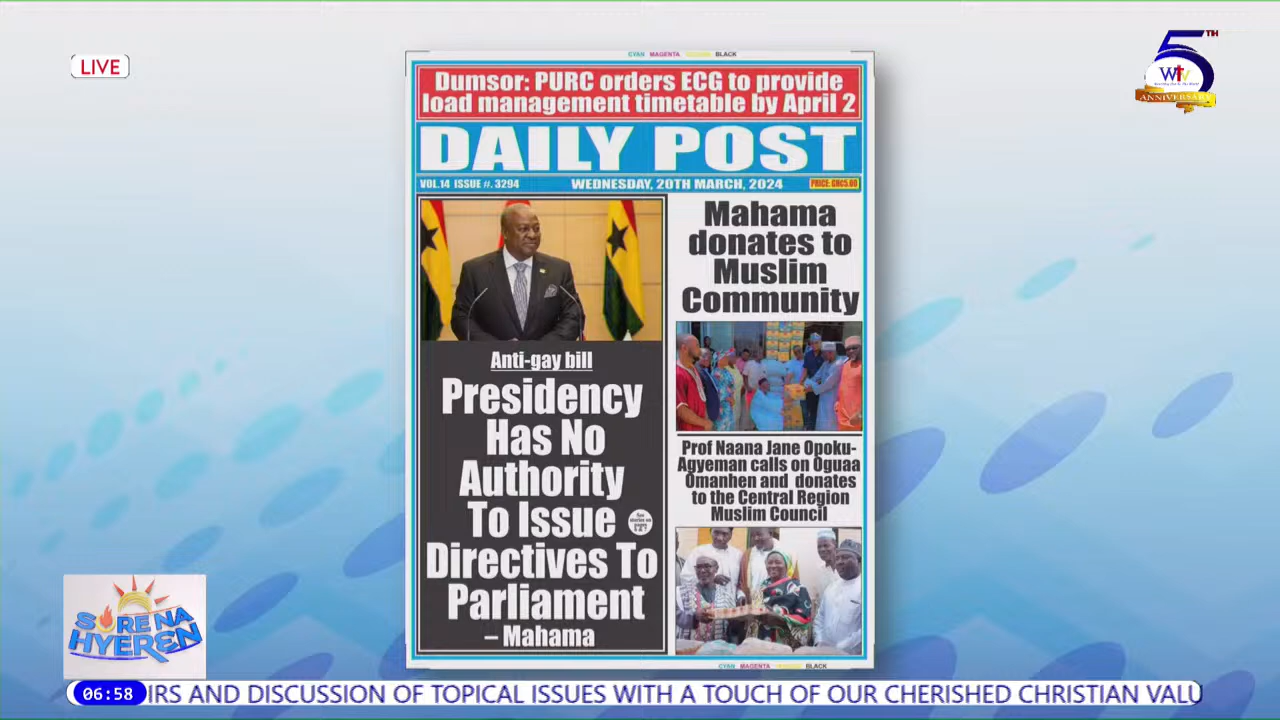 LIVE
5TH
Wtv
ANNIVERSARY
CYAN MAGENTA YELLOW BLACK
Dumsor: PURC orders ECG to provide
load management timetable by April 2
DAILY POST
VOL.14 ISSUE #. 3294 WEDNESDAY, 20TH MARCH, 2024 PRICE: GH¢5.00
Anti-gay bill
Presidency
Has No
Authority
To Issue
Directives To
Parliament
– Mahama
Mahama
donates to
Muslim
Community
Prof Naana Jane Opoku-
Agyeman calls on Oguaa
Omanhen and donates
to the Central Region
Muslim Council
CYAN MAGENTA YELLOW BLACK
SORE NA
HYEREN
06:58 IRS AND DISCUSSION OF TOPICAL ISSUES WITH A TOUCH OF OUR CHERISHED CHRISTIAN VALU